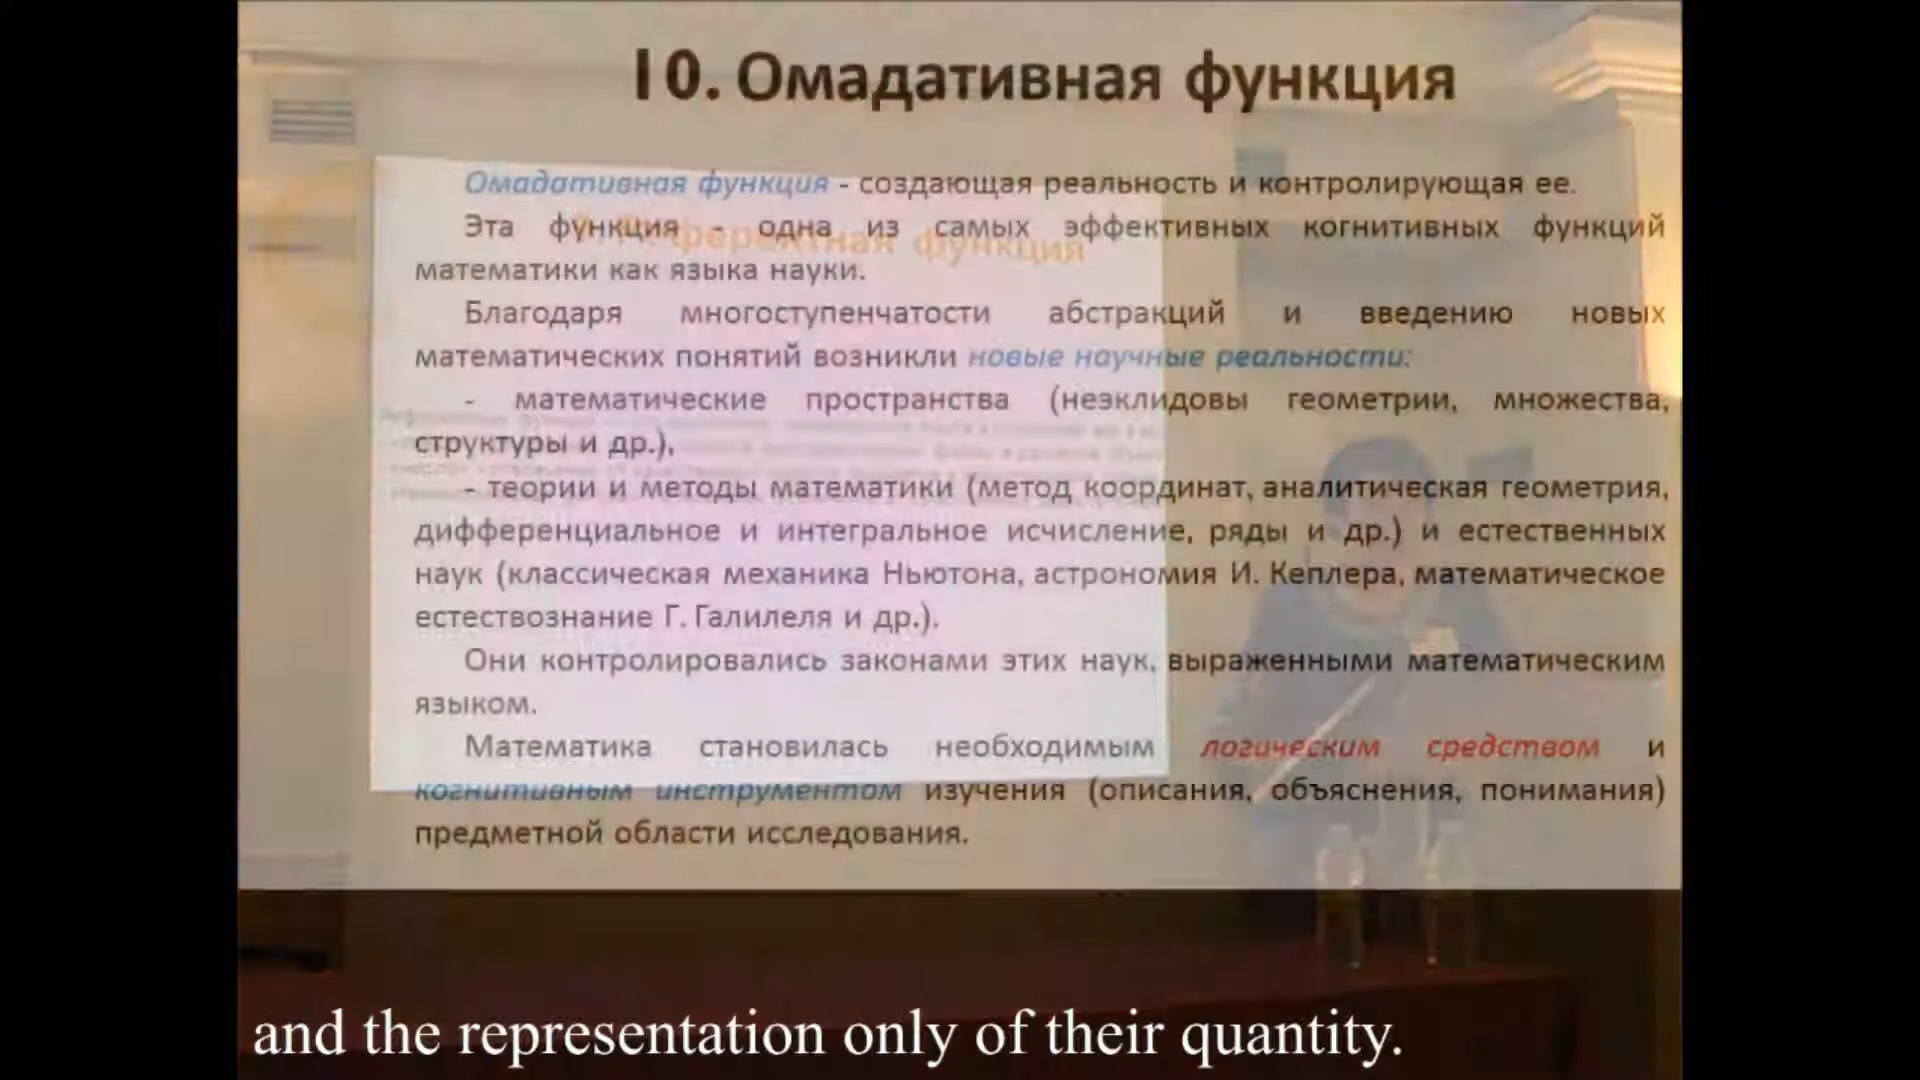 10. Омадативная функция
Омадативная функция - создающая реальность и контролирующая ее.
Эта функция - одна из самых эффективных когнитивных функций
математики как языка науки.
Благодаря многоступенчатости абстракций и введению новых
математических понятий возникли новые научные реальности:
- математические пространства (неэклидовы геометрии, множества,
структуры и др.),
- теории и методы математики (метод координат, аналитическая геометрия,
дифференциальное и интегральное исчисление, ряды и др.) и естественных
наук (классическая механика Ньютона, астрономия И. Кеплера, математическое
естествознание Г. Галилеля и др.).
Они контролировались законами этих наук, выраженными математическим
языком.
Математика становилась необходимым логическим средством и
когнитивным инструментом изучения (описания, объяснения, понимания)
предметной области исследования.
функция
and the representation only of their quantity.